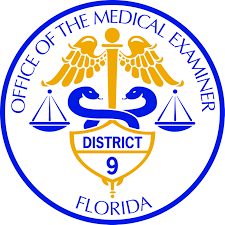 OFFICE OF THE MEDICAL EXAMINER
DISTRICT
9
FLORIDA